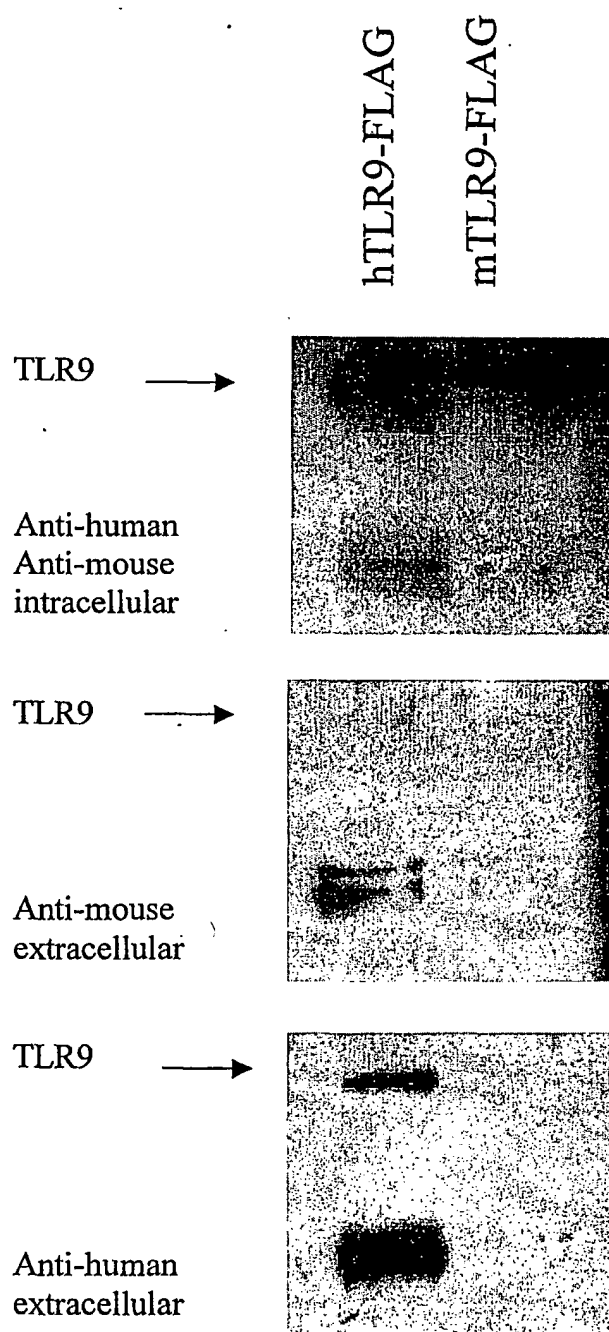 hTLR9-FLAG
mTLR9-FLAG
TLR9
Anti-human
Anti-mouse
intracellular
TLR9
Anti-mouse
extracellular
TLR9
Anti-human
extracellular